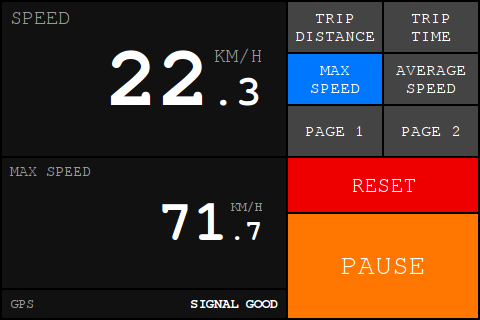 SPEED
KM/H
22.3
MAX SPEED
KM/H
71.7
GPS SIGNAL GOOD
TRIP
DISTANCE
TRIP
TIME
MAX
SPEED
AVERAGE
SPEED
PAGE 1
PAGE 2
RESET
PAUSE